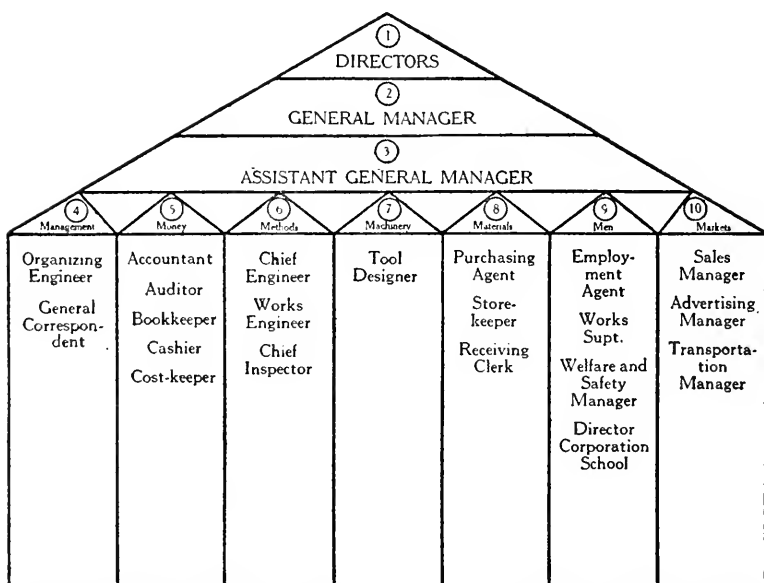 1
DIRECTORS
2
GENERAL MANAGER
3
ASSISTANT GENERAL MANAGER
4
Management
5
Money
6
Methods
7
Machinery
8
Materials
9
Men
10
Markets
Organizing
Engineer
General
Correspon-
dent
Accountant
Auditor
Bookkeeper
Cashier
Cost-keeper
Chief
Engineer
Works
Engineer
Chief
Inspector
Tool
Designer
Purchasing
Agent
Store-
keeper
Receiving
Clerk
Employ-
ment
Agent
Works
Supt.
Welfare and
Safety
Manager
Director
Corporation
School
Sales
Manager
Advertising
Manager
Transporta-
tion
Manager